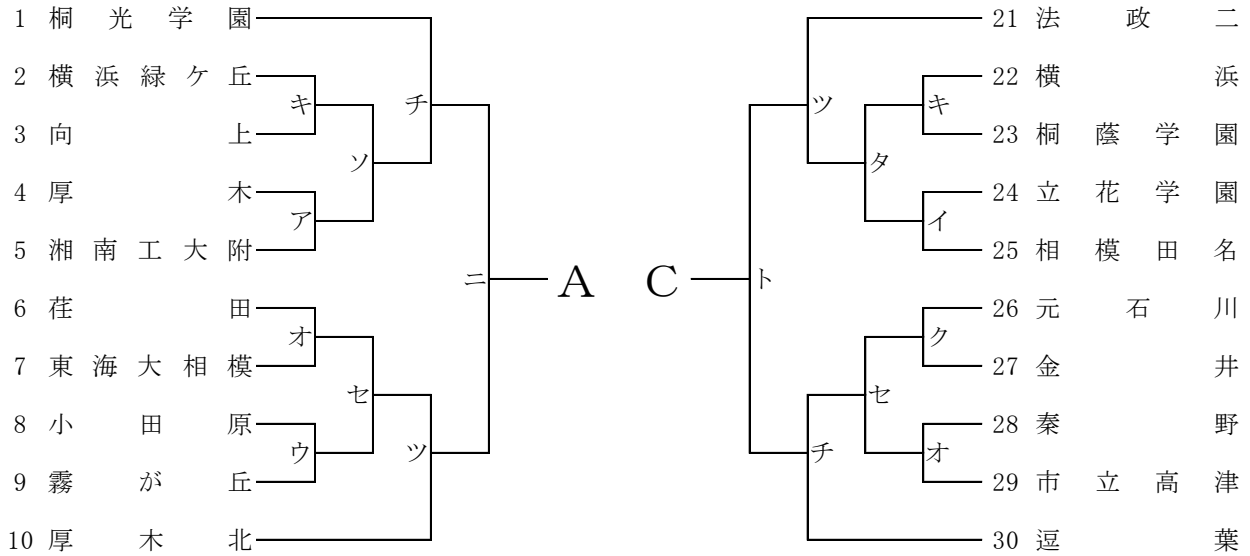 1 桐光学園
2 横浜緑ケ丘
キ
3 向上
チ
ソ
4 厚木
ア
5 湘南工大附
ニ
A
6 荏田
オ
7 東海大相模
セ
8 小田原
ウ
ツ
9 霧が丘
10 厚木北
21 法政二
22 横浜
ツ
キ
23 桐蔭学園
タ
24 立花学園
イ
25 相模田名
C
ト
26 元石川
ク
27 金井
セ
28 秦野
チ
オ
29 市立高津
30 逗葉